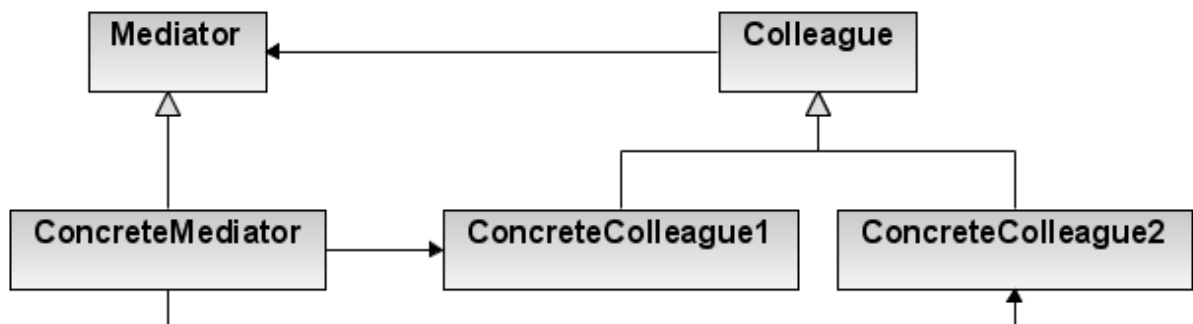 Mediator
Colleague
ConcreteMediator
ConcreteColleague1
ConcreteColleague2